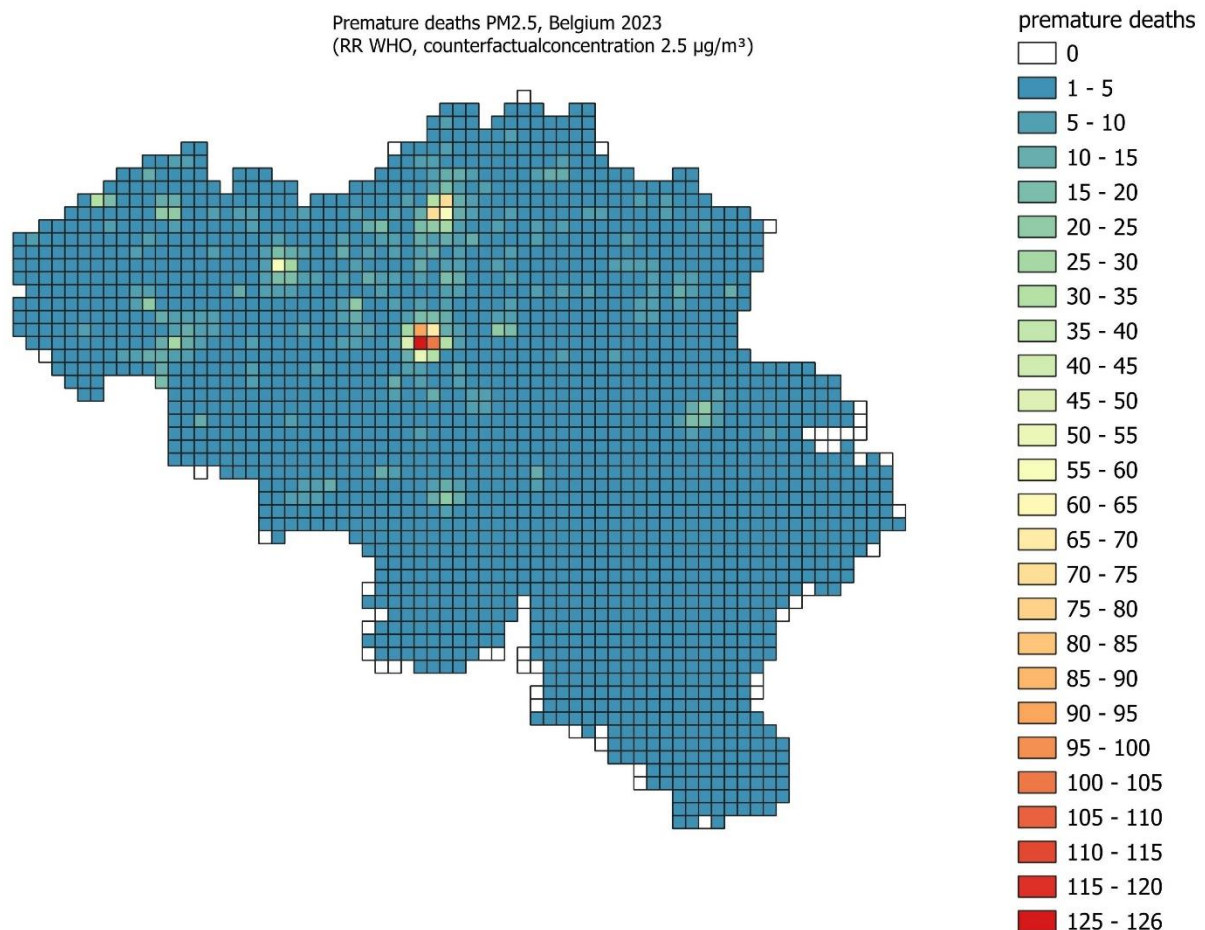 Premature deaths PM2.5, Belgium 2023
(RR WHO, counterfactualconcentration 2.5 µg/m³)
premature deaths
0
1 - 5
5 - 10
10 - 15
15 - 20
20 - 25
25 - 30
30 - 35
35 - 40
40 - 45
45 - 50
50 - 55
55 - 60
60 - 65
65 - 70
70 - 75
75 - 80
80 - 85
85 - 90
90 - 95
95 - 100
100 - 105
105 - 110
110 - 115
115 - 120
125 - 126